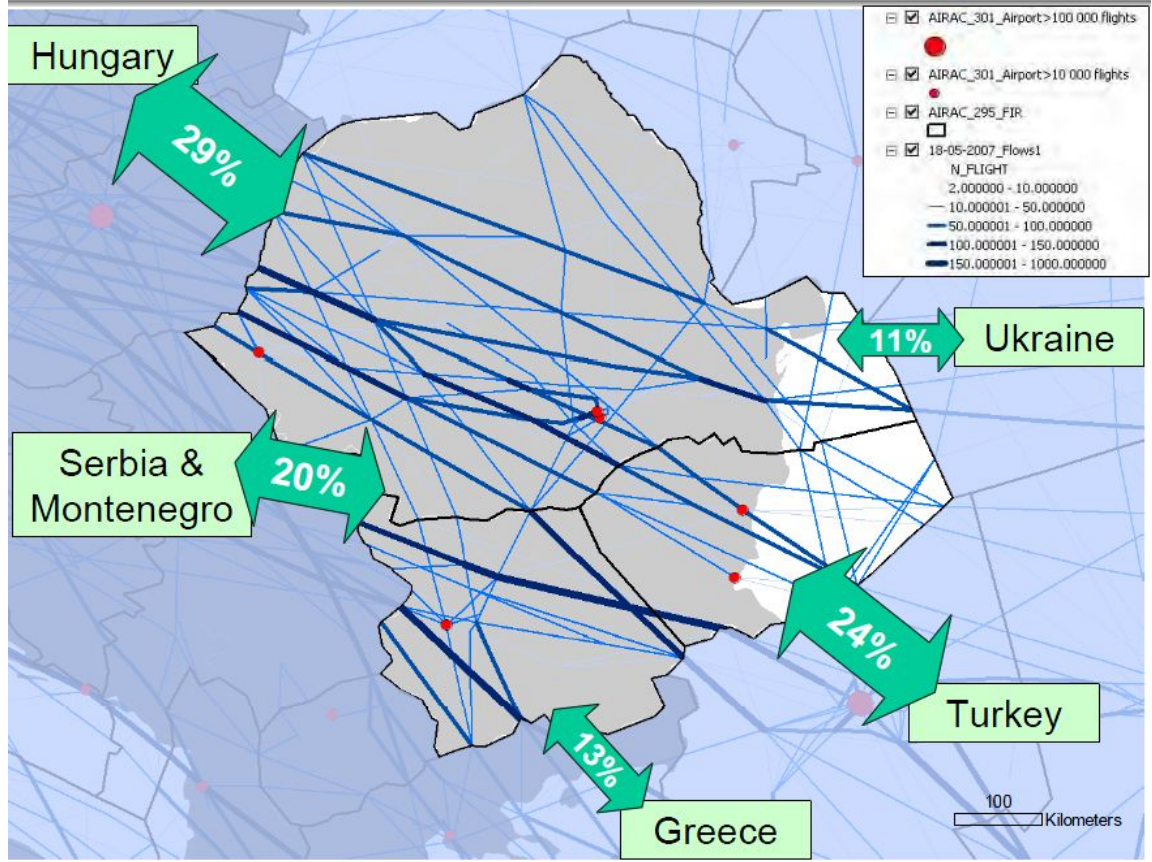 Hungary
29%
AIRAC_301_Airport>100 000 flights
AIRAC_301_Airport>10 000 flights
AIRAC_295_FIR
18-05-2007_Flows1
N_FLIGHT
2.000000 - 10.000000
10.000001 - 50.000000
50.000001 - 100.000000
100.000001 - 150.000000
150.000001 - 1000.000000
11%
Ukraine
Serbia &
Montenegro
20%
24%
Turkey
13%
Greece
100
Kilometers